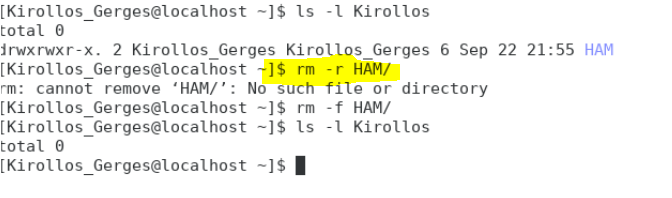 [Kirollos_Gerges@localhost ~]$ ls -l Kirollos
total 0
drwxrwxr-x. 2 Kirollos_Gerges Kirollos_Gerges 6 Sep 22 21:55 HAM
[Kirollos_Gerges@localhost ~]$ rm -r HAM/
rm: cannot remove ‘HAM/’: No such file or directory
[Kirollos_Gerges@localhost ~]$ rm -f HAM/
[Kirollos_Gerges@localhost ~]$ ls -l Kirollos
total 0
[Kirollos_Gerges@localhost ~]$